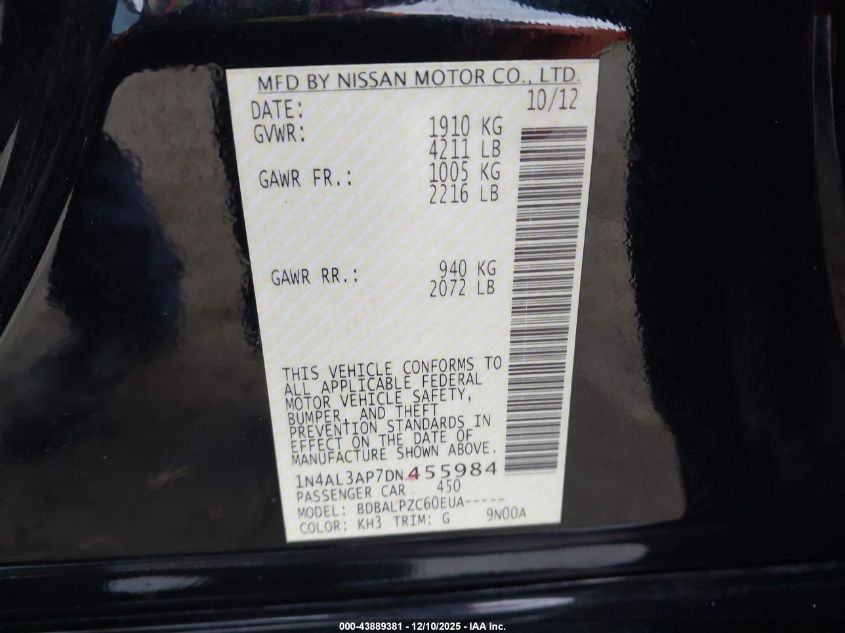 MFD BY NISSAN MOTOR CO., LTD.
DATE: 10/12
GVWR: 1910 KG
4211 LB
GAWR FR.: 1005 KG
2216 LB
GAWR RR.: 940 KG
2072 LB
THIS VEHICLE CONFORMS TO
ALL APPLICABLE FEDERAL
MOTOR VEHICLE SAFETY,
BUMPER, AND THEFT
PREVENTION STANDARDS IN
EFFECT ON THE DATE OF
MANUFACTURE SHOWN ABOVE.
1N4AL3AP7DN455984
PASSENGER CAR 450
MODEL: BDBALPZC60EUA-----
COLOR: KH3 TRIM: G 9N00A
000-43889381 - 12/10/2025 - IAA Inc.